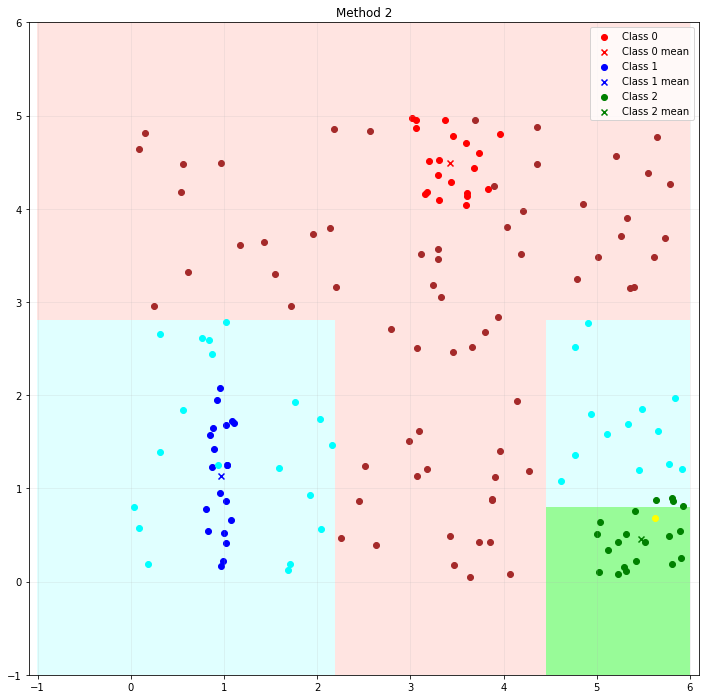 Method 2
Class 0
Class 0 mean
Class 1
Class 1 mean
Class 2
Class 2 mean
6
5
4
3
2
1
0
−1
−1 0 1 2 3 4 5 6